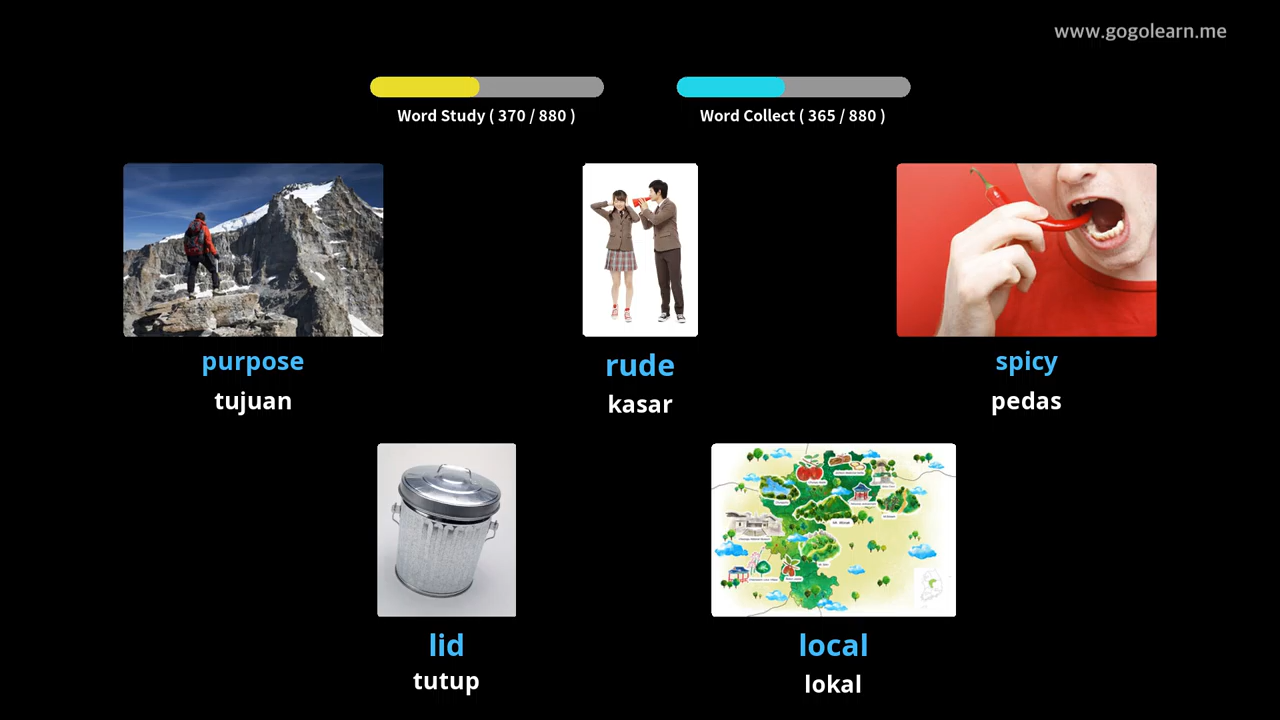 www.gogolearn.me
Word Study ( 370 / 880 )
Word Collect ( 365 / 880 )
purpose
tujuan
rude
kasar
spicy
pedas
lid
tutup
local
lokal